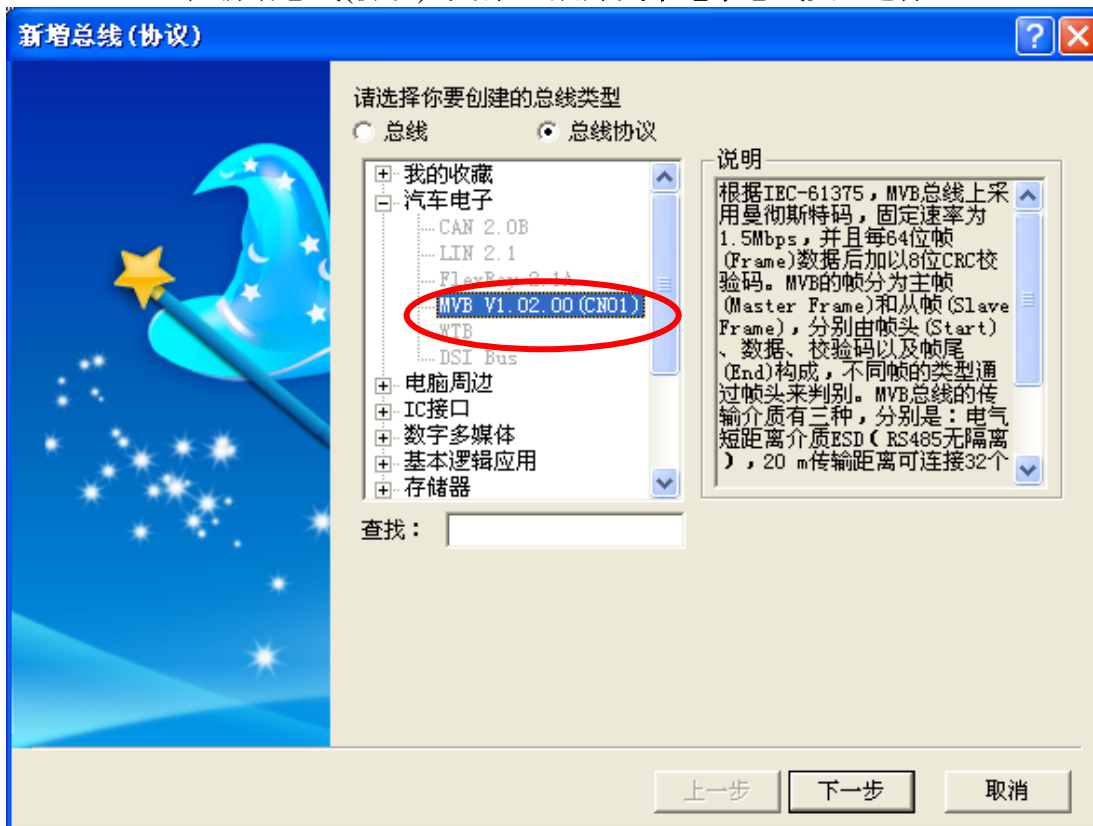 新增总线(协议)
请选择你要创建的总线类型
总线
总线协议
我的收藏
汽车电子
CAN 2.0B
LIN 2.1
FlexRay 2.1A
MVB V1.02.00(CN01)
WTB
DSI Bus
电脑周边
IC接口
数字多媒体
基本逻辑应用
存储器
查找：
说明
根据IEC-61375，MVB总线上采
用曼彻斯特码，固定速率为
1.5Mbps，并且每64位帧
(Frame)数据后加以8位CRC校
验码。MVB的帧分为主帧
(Master Frame)和从帧(Slave
Frame)，分别由帧头(Start)
、数据、校验码以及帧尾
(End)构成，不同帧的类型通
过帧头来判别。MVB总线的传
输介质有三种，分别是：电气
短距离介质ESD（RS485无隔离
），20 m传输距离可连接32个
上一步
下一步
取消